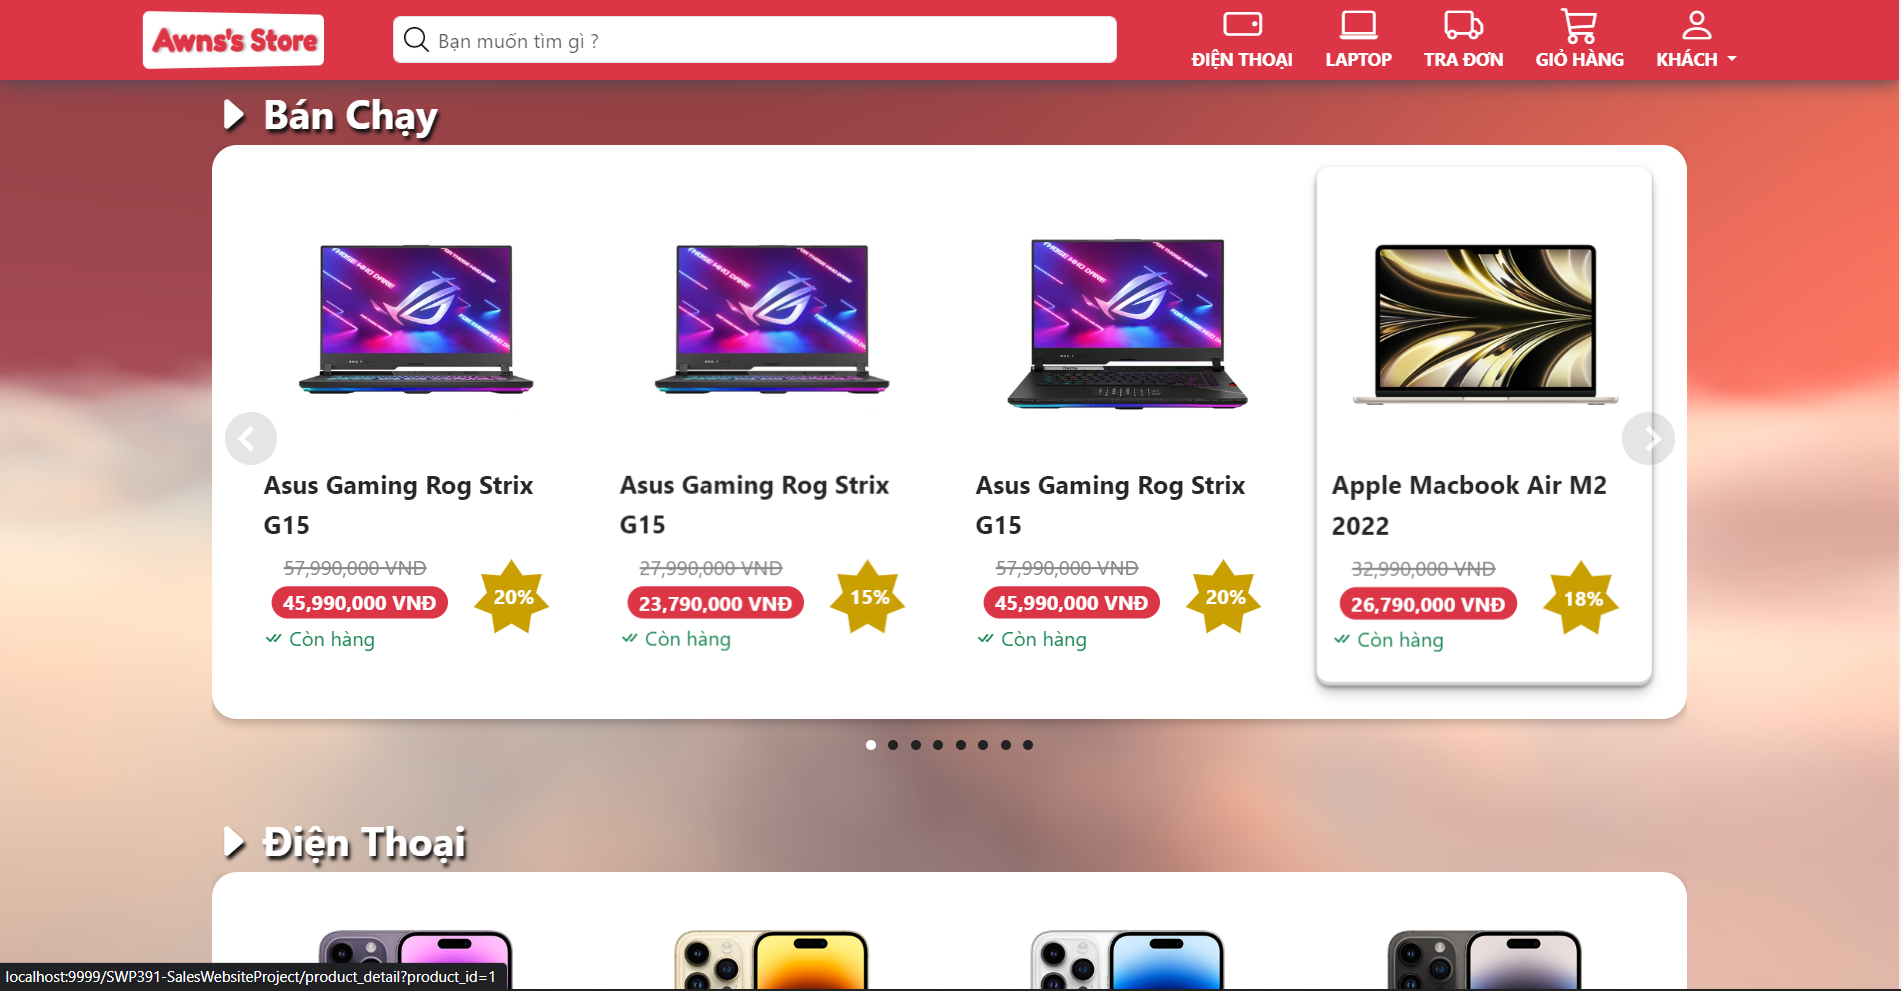 Awns's Store
Bạn muốn tìm gì ?
ĐIỆN THOẠI
LAPTOP
TRA ĐƠN
GIỎ HÀNG
KHÁCH
Bán Chạy
Asus Gaming Rog Strix
G15
57,990,000 VNĐ
45,990,000 VNĐ
20%
Còn hàng
Asus Gaming Rog Strix
G15
27,990,000 VNĐ
23,790,000 VNĐ
15%
Còn hàng
Asus Gaming Rog Strix
G15
57,990,000 VNĐ
45,990,000 VNĐ
20%
Còn hàng
Apple Macbook Air M2
2022
32,990,000 VNĐ
26,790,000 VNĐ
18%
Còn hàng
Điện Thoại
localhost:9999/SWP391-SalesWebsiteProject/product_detail?product_id=1